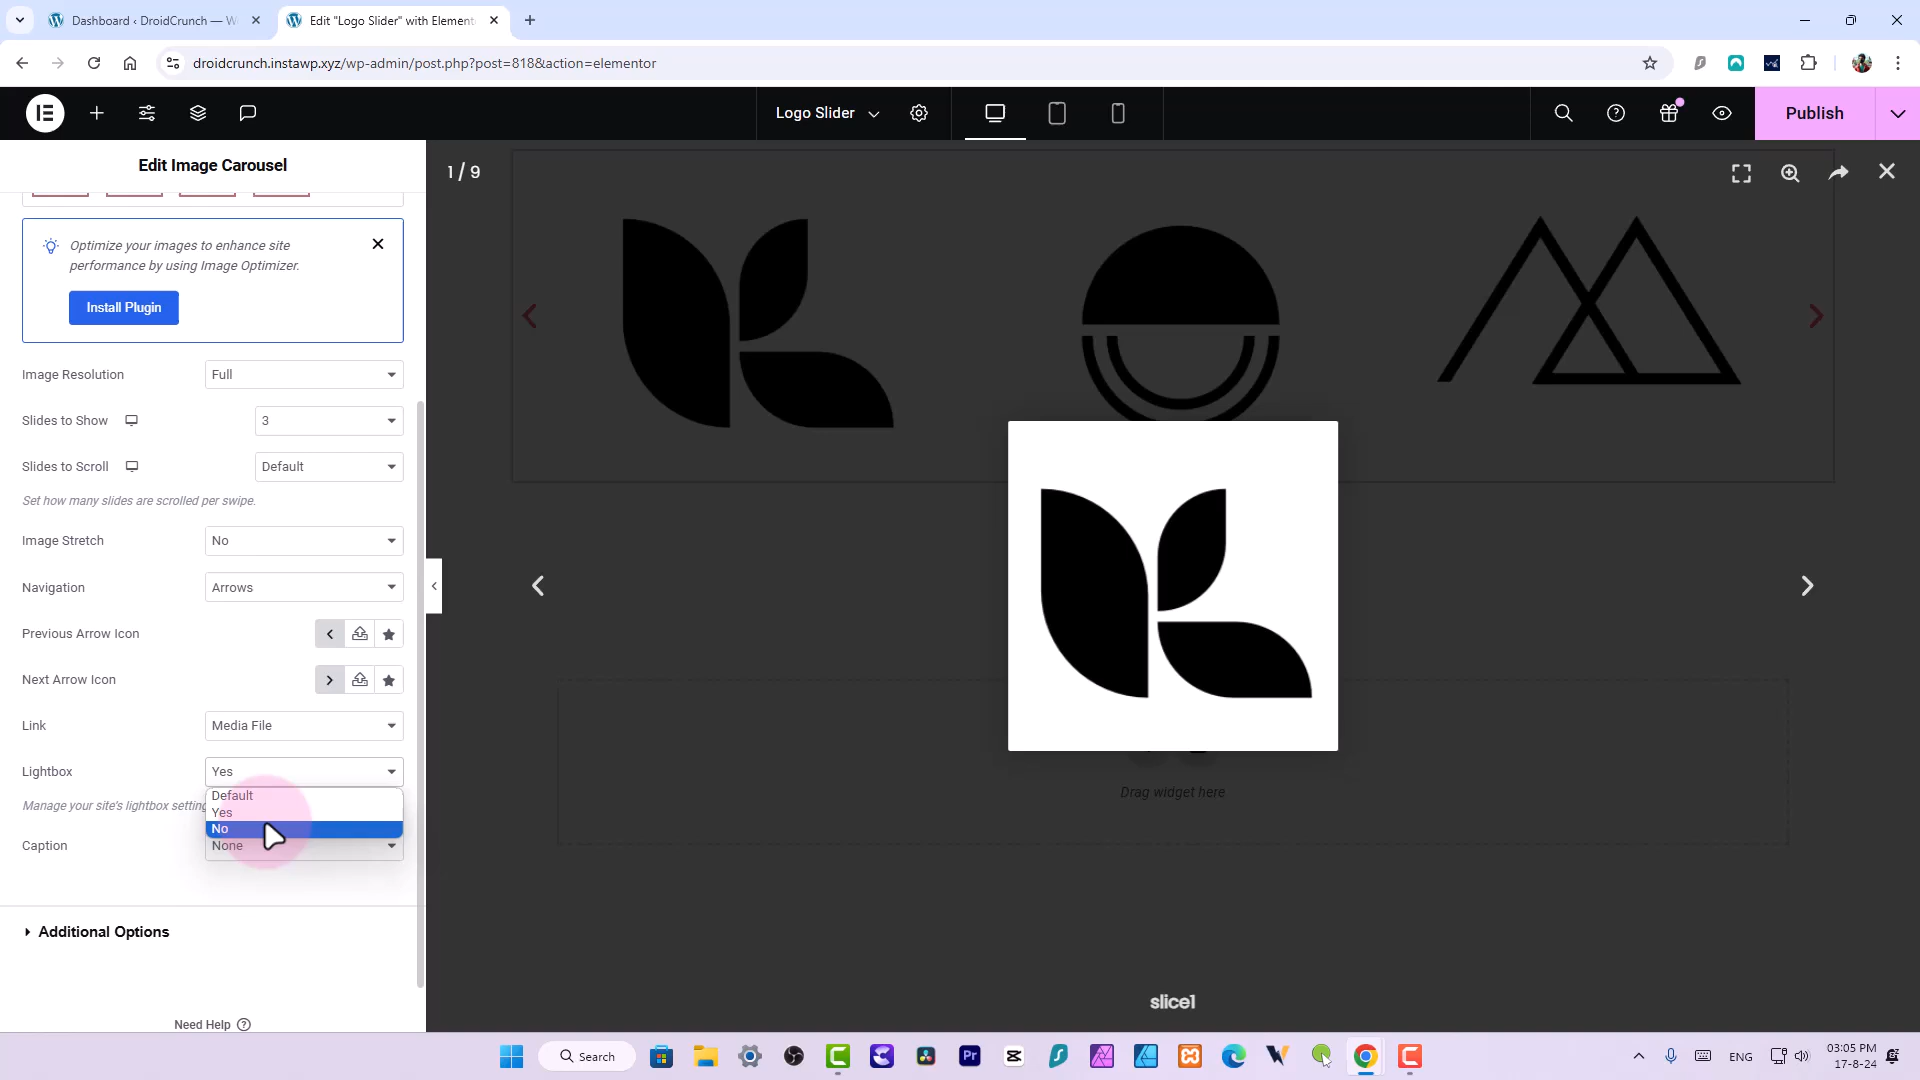 Dashboard ‹ DroidCrunch — W
Edit "Logo Slider" with Element
droidcrunch.instawp.xyz/wp-admin/post.php?post=818&action=elementor
Logo Slider
Publish
Edit Image Carousel
1 / 9
Optimize your images to enhance site
performance by using Image Optimizer.
Install Plugin
Image Resolution
Full
Slides to Show
3
Slides to Scroll
Default
Set how many slides are scrolled per swipe.
Image Stretch
No
Navigation
Arrows
Previous Arrow Icon
Next Arrow Icon
Link
Media File
Lightbox
Yes
Default
Manage your site's lightbox setting
Yes
No
Caption
None
Drag widget here
Additional Options
slice1
Need Help
Search
Pr
ENG
03:05 PM
17-8-24